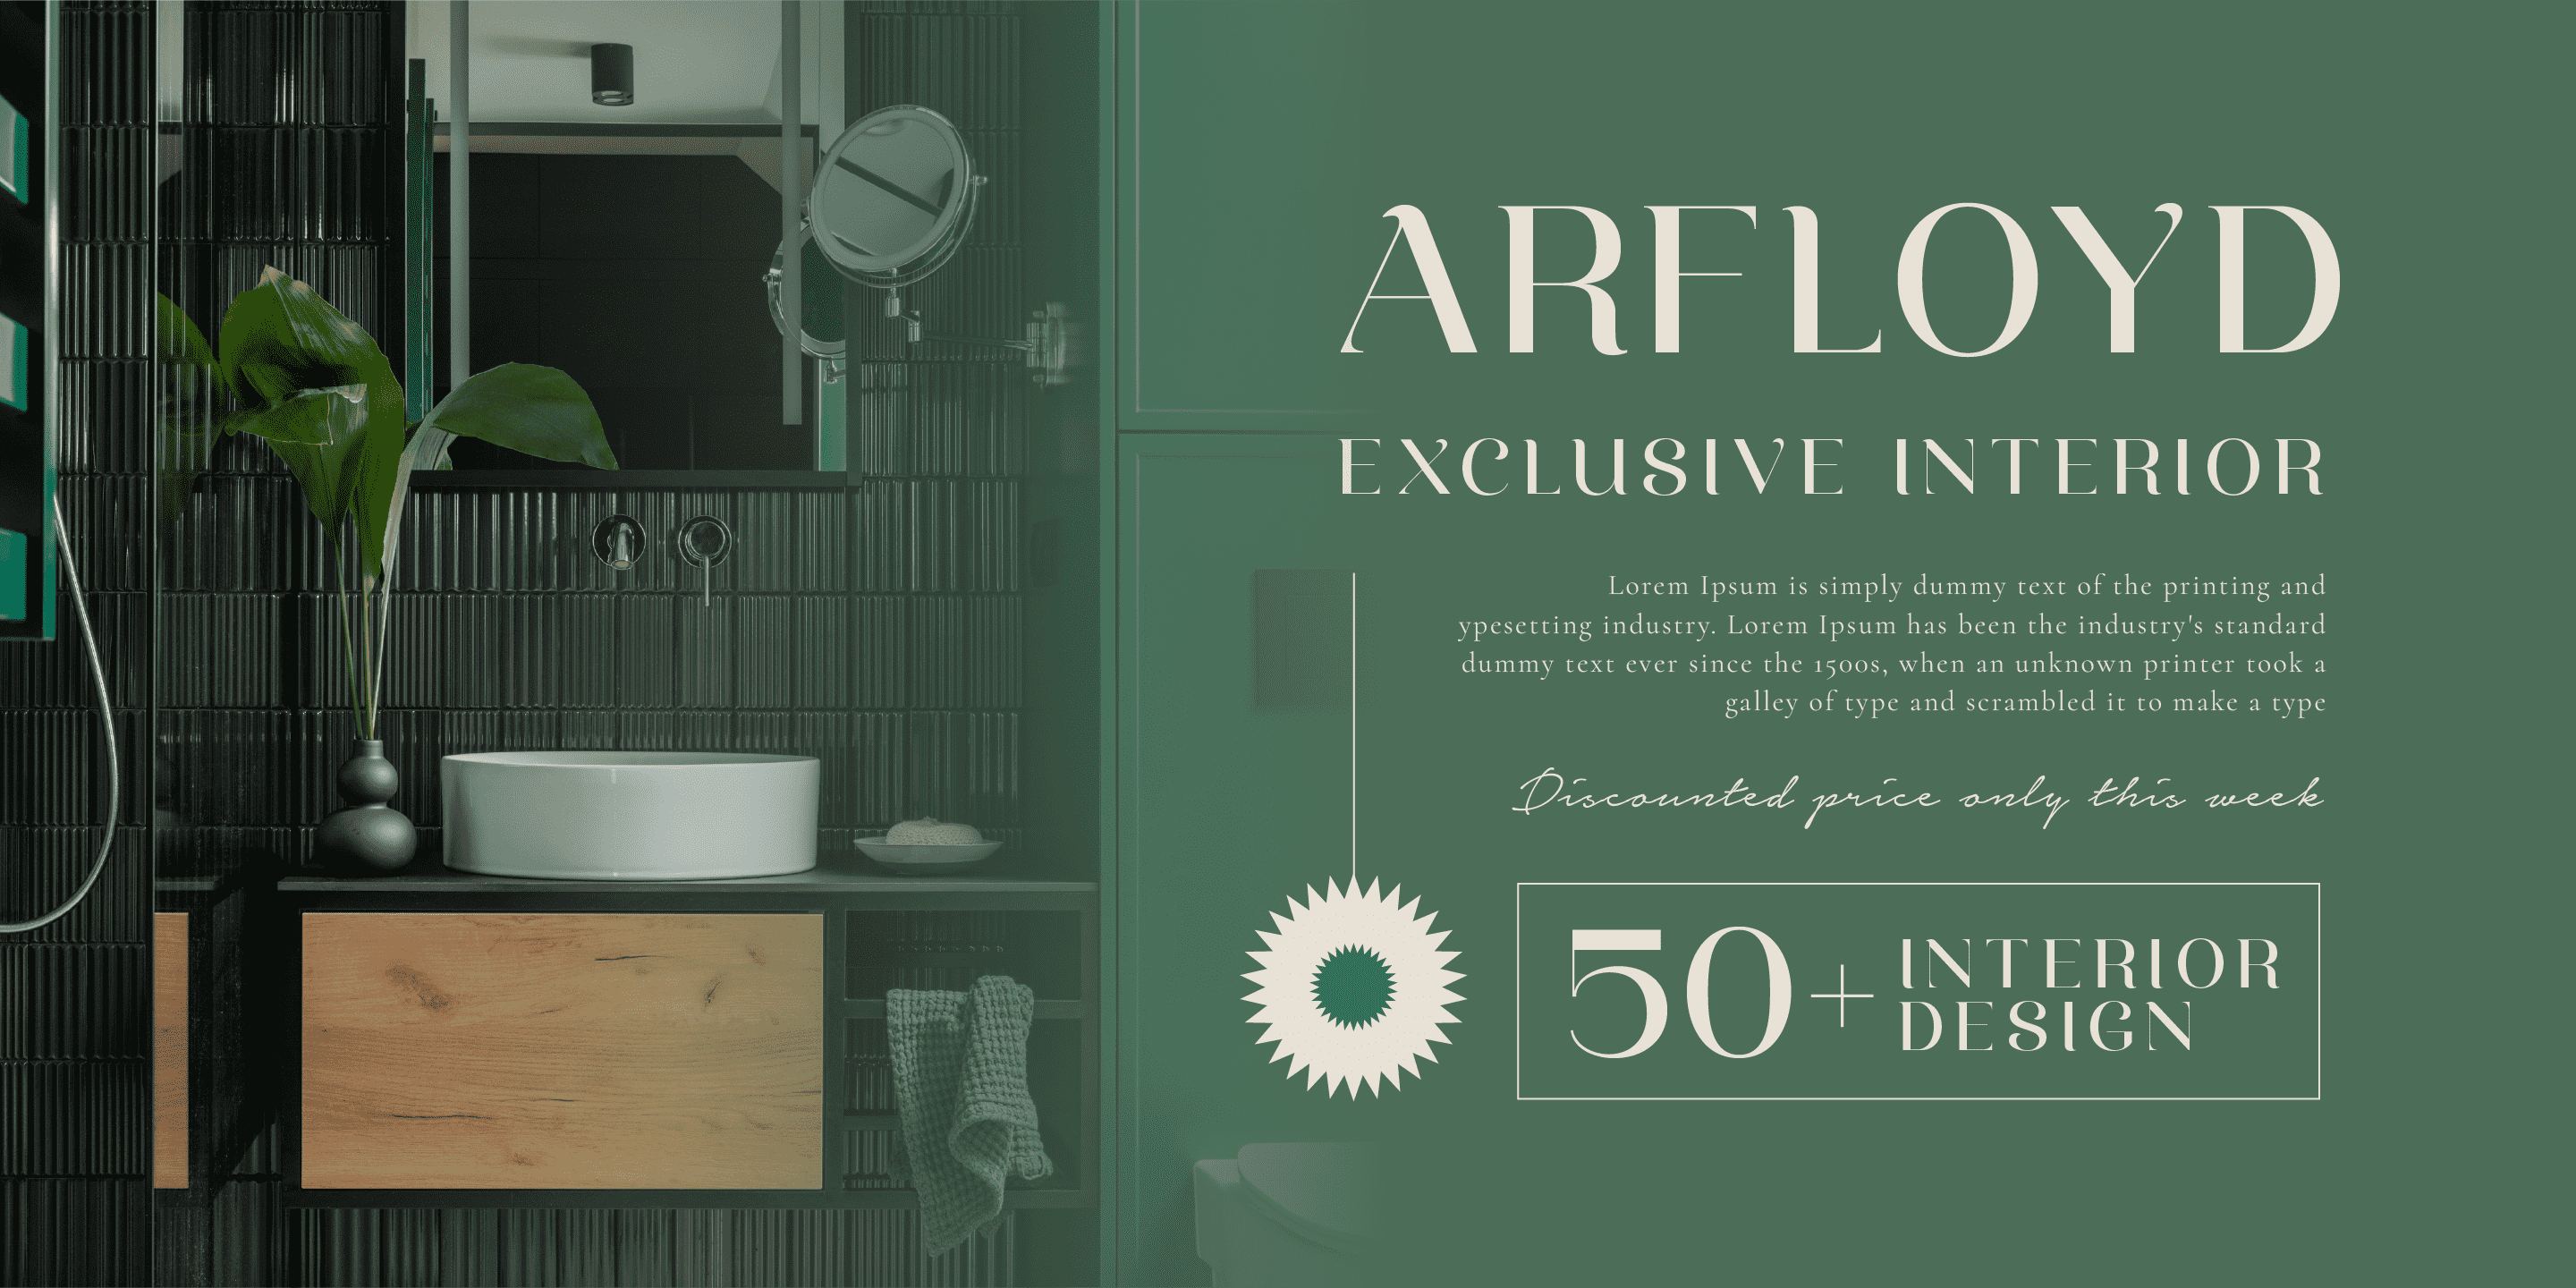 ARFLOYD
EXCLUSIVE INTERIOR
Lorem Ipsum is simply dummy text of the printing and
ypesetting industry. Lorem Ipsum has been the industry's standard
dummy text ever since the 1500s, when an unknown printer took a
galley of type and scrambled it to make a type
Discounted price only this week
50+ INTERIOR
DESIGN